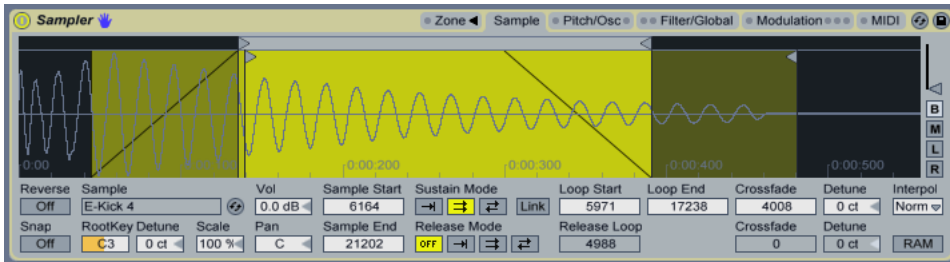 Sampler
Zone Sample Pitch/Osc Filter/Global Modulation MIDI
0:00 0:00:200 0:00:300 0:00:400 0:00:500
B
M
L
R
Reverse Sample Vol Sample Start Sustain Mode Loop Start Loop End Crossfade Detune Interpol
Off E-Kick 4 0.0 dB 6164 Link 5971 17238 4008 0 ct Norm
Snap RootKey Detune Scale Pan Sample End Release Mode Release Loop Crossfade Detune
Off C3 0 ct 100 % C 21202 OFF 4988 0 0 ct RAM